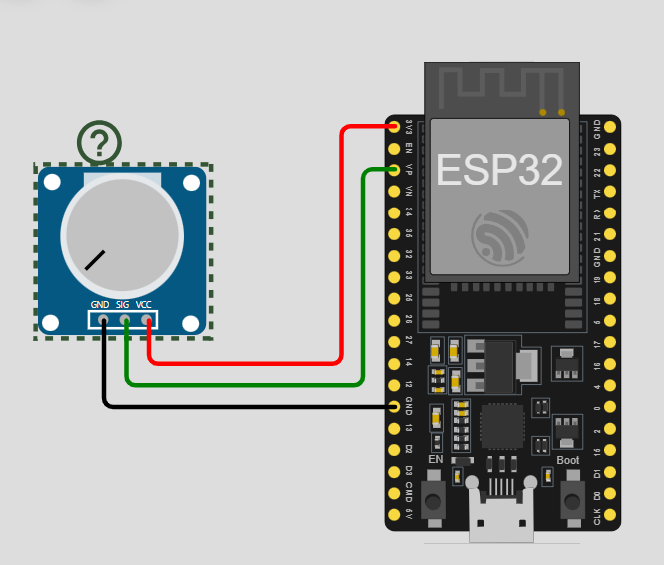 ?
GND SIG VCC
ESP32
3V3
EN
VP
VN
34
35
32
33
25
26
27
14
12
GND
13
D2
D3
CMD
5V
GND
23
22
TX
RX
21
GND
19
18
5
17
16
4
0
2
15
D1
D0
CLK
EN
Boot